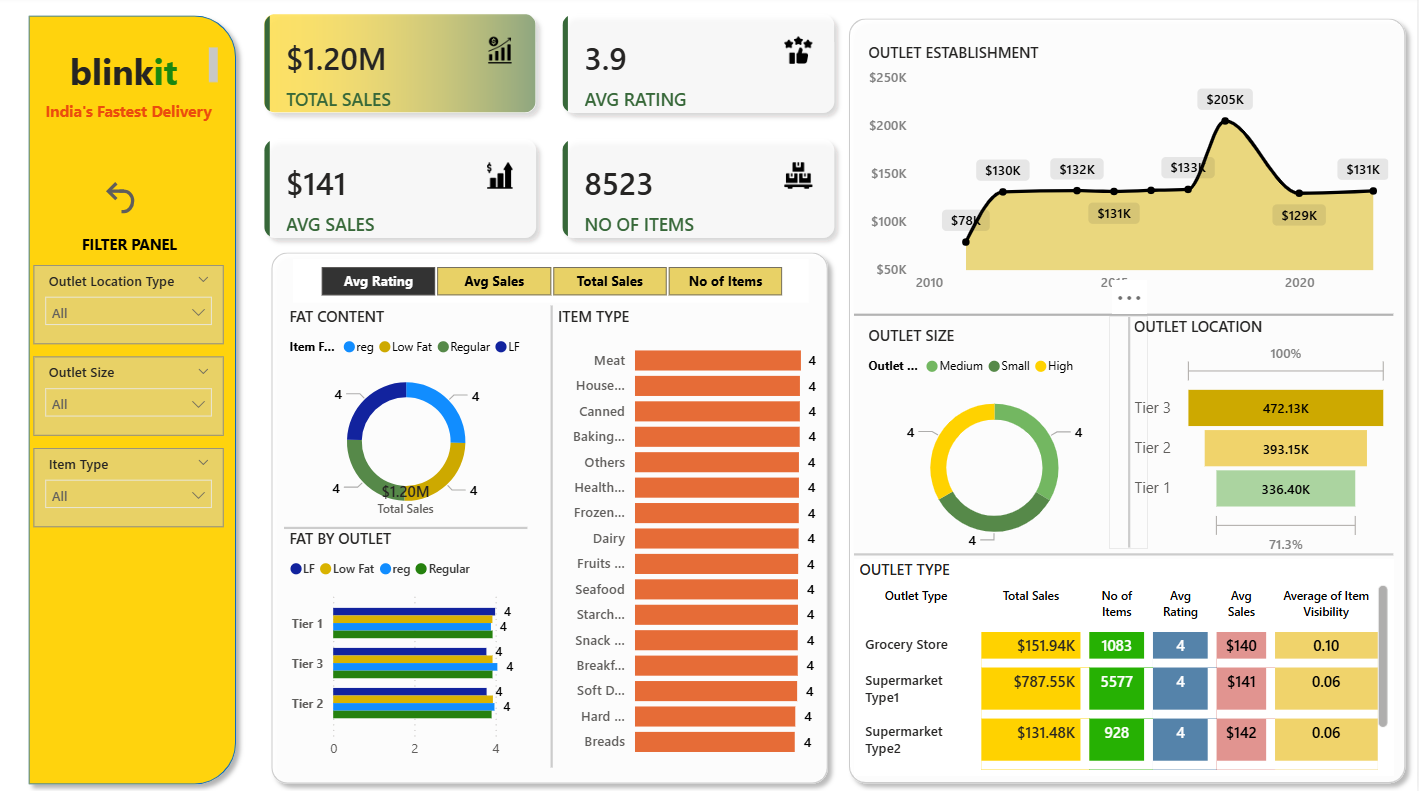 blinkit
India's Fastest Delivery
FILTER PANEL
Outlet Location Type
All
Outlet Size
All
Item Type
All
$1.20M
TOTAL SALES
3.9
AVG RATING
$141
AVG SALES
8523
NO OF ITEMS
Avg Rating Avg Sales Total Sales No of Items
FAT CONTENT
Item F... reg Low Fat Regular LF
4 4
4 4
$1.20M
Total Sales
FAT BY OUTLET
LF Low Fat reg Regular
Tier 1 4 4
Tier 3 4 4
Tier 2 4 4
0 2 4
ITEM TYPE
Meat 4
House... 4
Canned 4
Baking... 4
Others 4
Health... 4
Frozen... 4
Dairy 4
Fruits ... 4
Seafood 4
Starch... 4
Snack ... 4
Breakf... 4
Soft D... 4
Hard ... 4
Breads 4
OUTLET ESTABLISHMENT
$250K
$200K
$150K
$100K
$50K
$78K $130K $132K $131K $133K $205K $129K $131K
2010 2020
OUTLET SIZE
Outlet ... Medium Small High
4 4
4
OUTLET LOCATION
100%
Tier 3 472.13K
Tier 2 393.15K
Tier 1 336.40K
71.3%
OUTLET TYPE
Outlet Type Total Sales No of Items Avg Rating Avg Sales Average of Item Visibility
Grocery Store $151.94K 1083 4 $140 0.10
Supermarket Type1 $787.55K 5577 4 $141 0.06
Supermarket Type2 $131.48K 928 4 $142 0.06